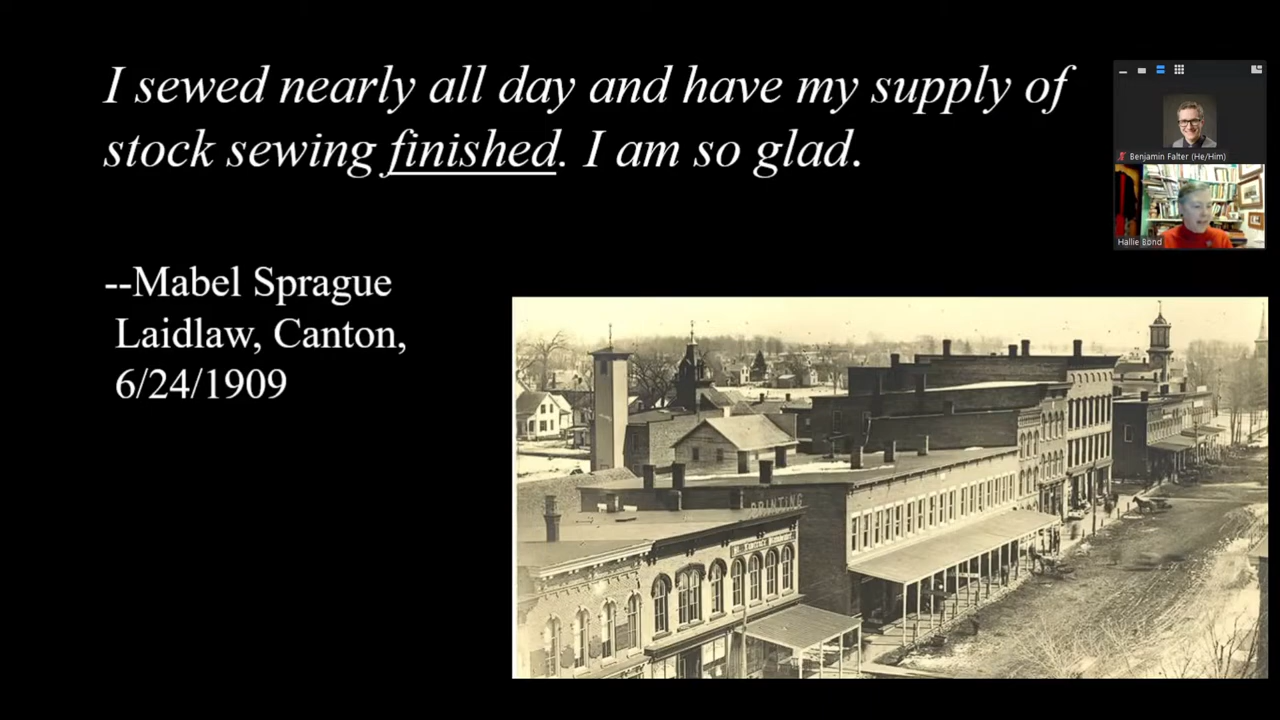 I sewed nearly all day and have my supply of
stock sewing finished. I am so glad.
--Mabel Sprague
Laidlaw, Canton,
6/24/1909
Benjamin Falter (He/Him)
Hallie Bond
PRINTING